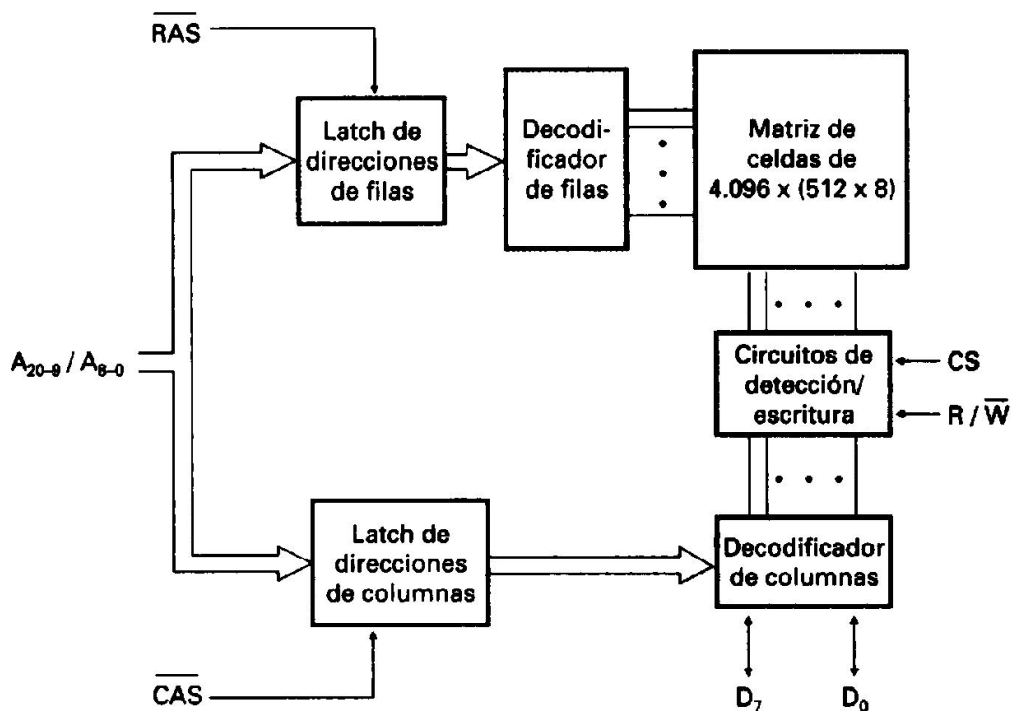 RAS
Latch de
direcciones
de filas
Decodi-
ficador
de filas
Matriz de
celdas de
4.096 x (512 x 8)
A20–9 / A8–0
Circuitos de
detección/
escritura
CS
R / W
Latch de
direcciones
de columnas
Decodificador
de columnas
CAS
D7
D0